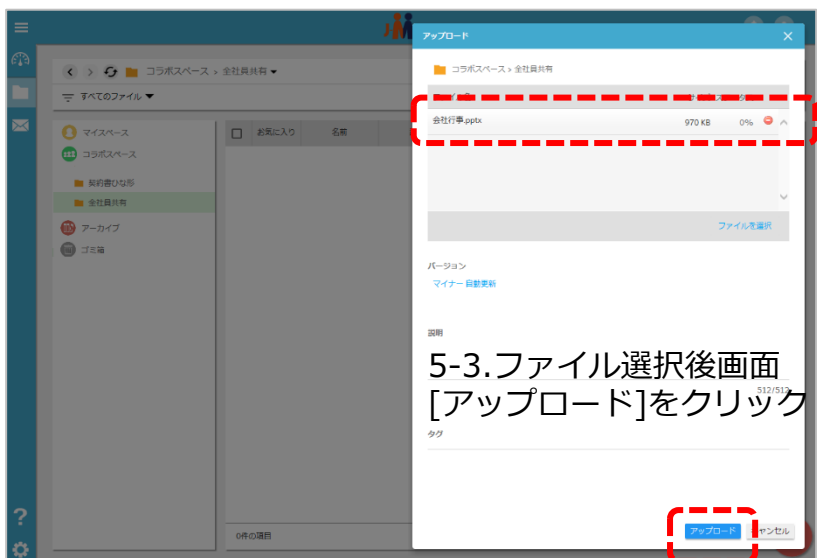 アップロード
コラボスペース › 全社員共有
すべてのファイル
マイスペース
コラボスペース
契約書ひな形
全社員共有
アーカイブ
ゴミ箱
お気に入り 名前
0件の項目
コラボスペース › 全社員共有
会社行事.pptx 970 KB 0%
ファイルを選択
バージョン
マイナー 自動更新
説明
5-3.ファイル選択後画面
512/512
[アップロード]をクリック
タグ
アップロード